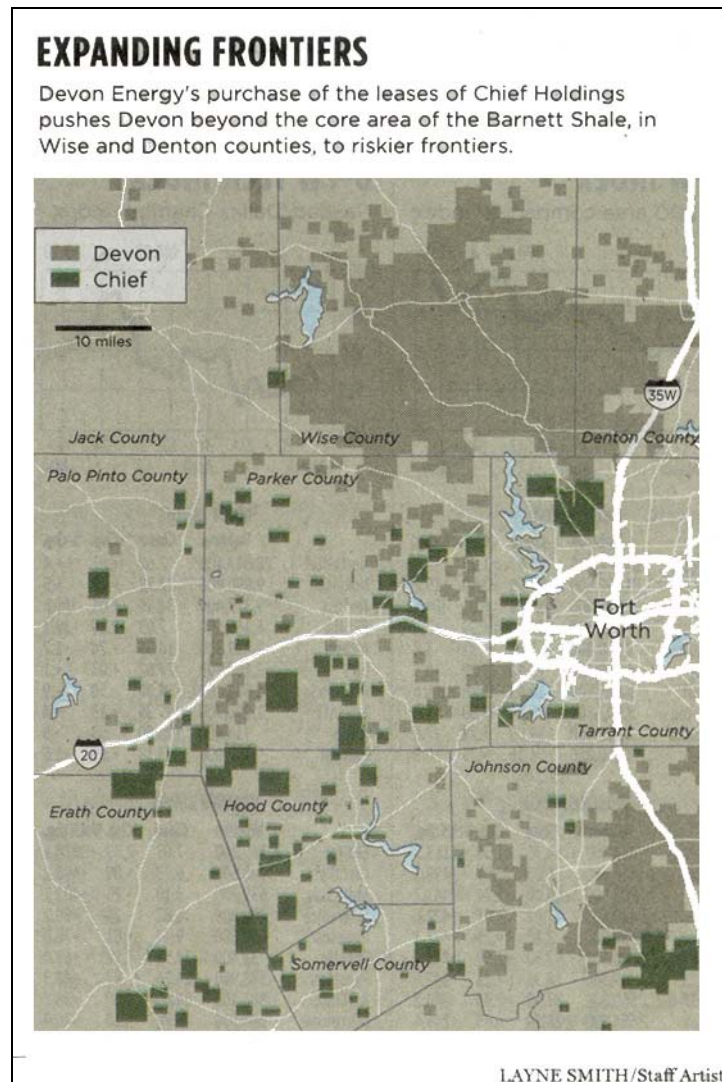 EXPANDING FRONTIERS
Devon Energy's purchase of the leases of Chief Holdings
pushes Devon beyond the core area of the Barnett Shale, in
Wise and Denton counties, to riskier frontiers.
Devon
Chief
10 miles
35W
Jack County
Wise County
Denton County
Palo Pinto County
Parker County
Fort
Worth
Tarrant County
20
Johnson County
Erath County
Hood County
Somervell County
LAYNE SMITH/Staff Artist